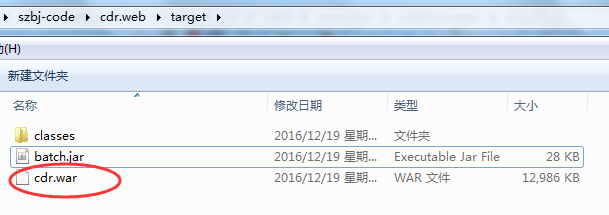 szbj-code ▸ cdr.web ▸ target ▸
助(H)
新建文件夹
名称 修改日期 类型 大小
classes 2016/12/19 星期... 文件夹
batch.jar 2016/12/19 星期... Executable Jar File 28 KB
cdr.war 2016/12/19 星期... WAR 文件 12,986 KB